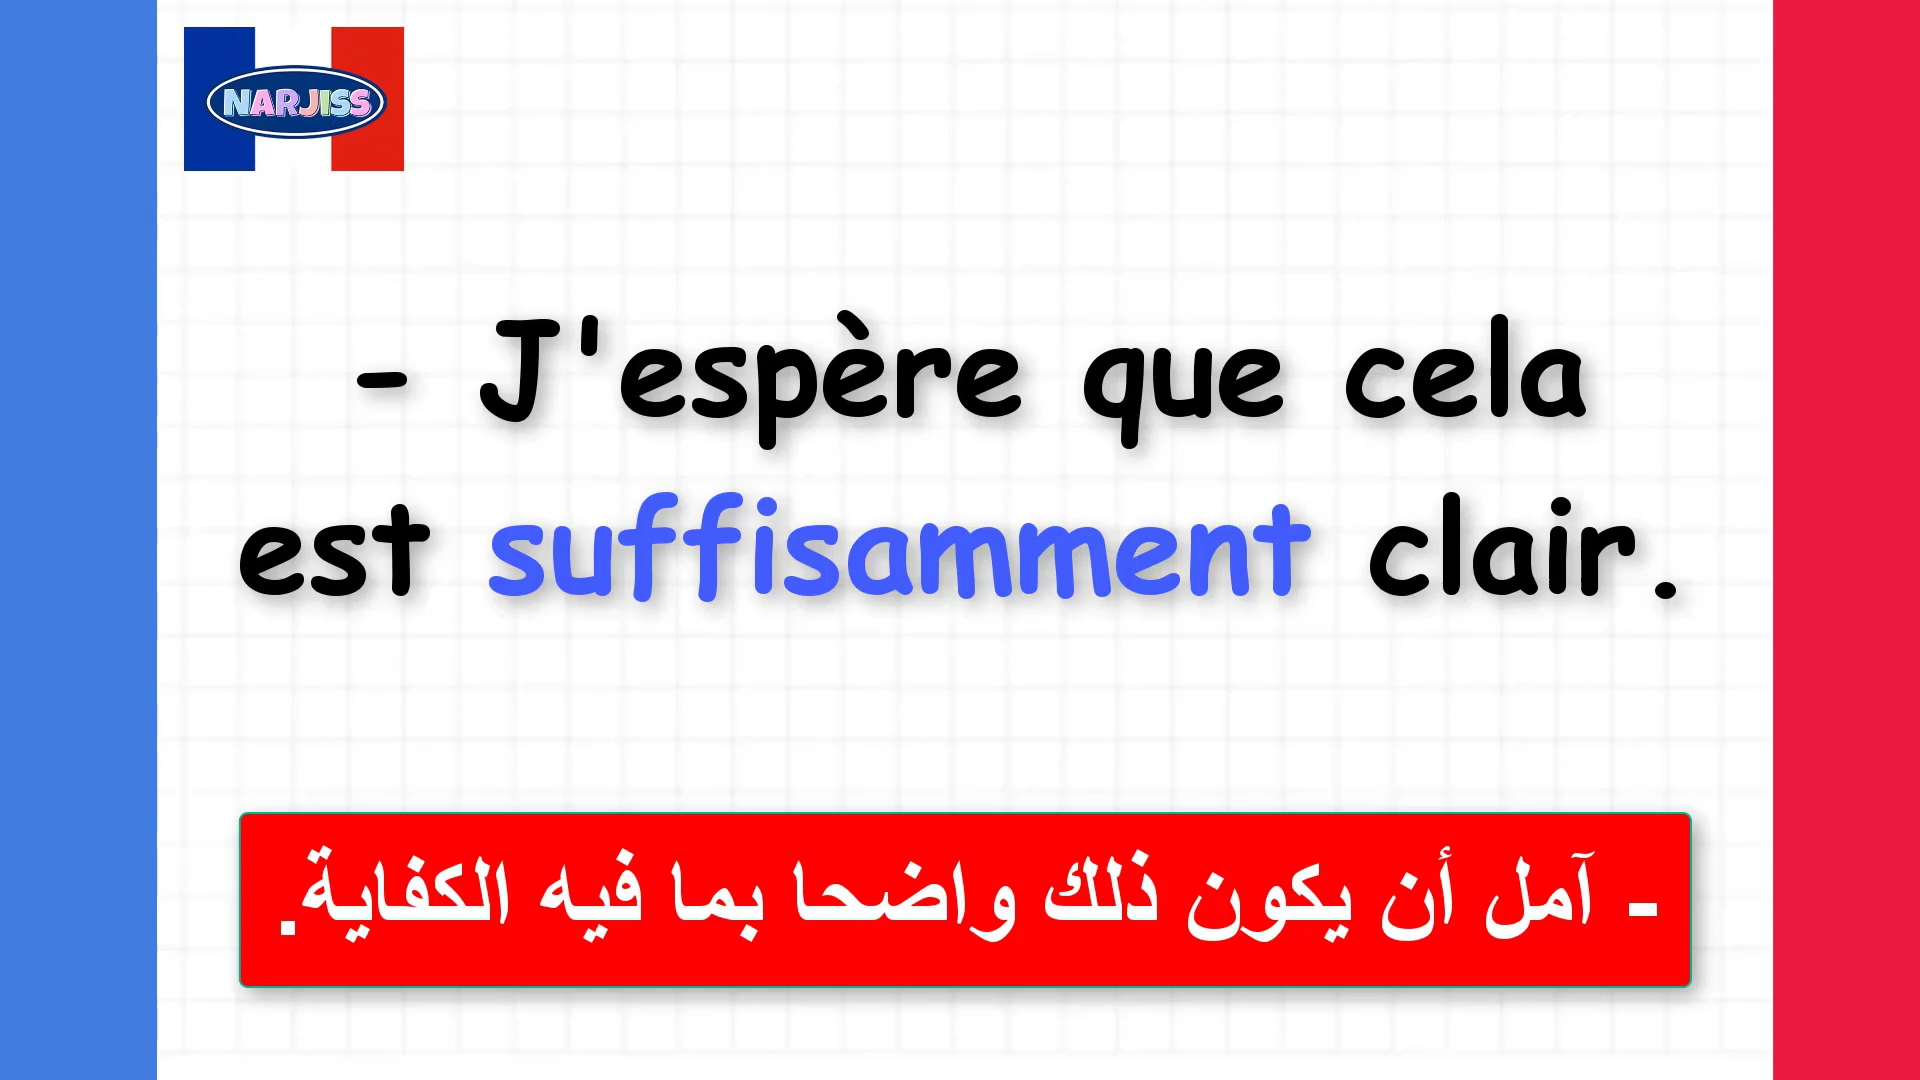 NARJISS
- J'espère que cela
est suffisamment clair.
- آمل أن يكون ذلك واضحا بما فيه الكفاية.